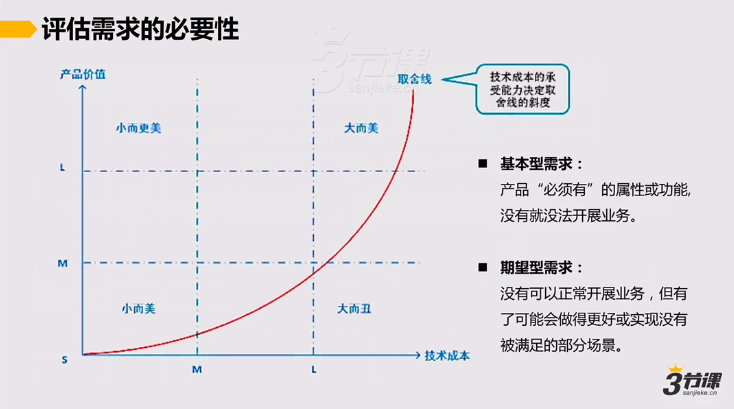 评估需求的必要性
3节课
sanjieke.cn
产品价值
取舍线
技术成本的承
受能力决定取
舍线的斜度
小而更美
大而美
L
M
小而美
大而丑
S
M
L
技术成本
■ 基本型需求：
产品“必须有”的属性或功能,
没有就没法开展业务。
■ 期望型需求：
没有可以正常开展业务，但有
了可能会做得更好或实现没有
被满足的部分场景。
3节课
sanjieke.cn